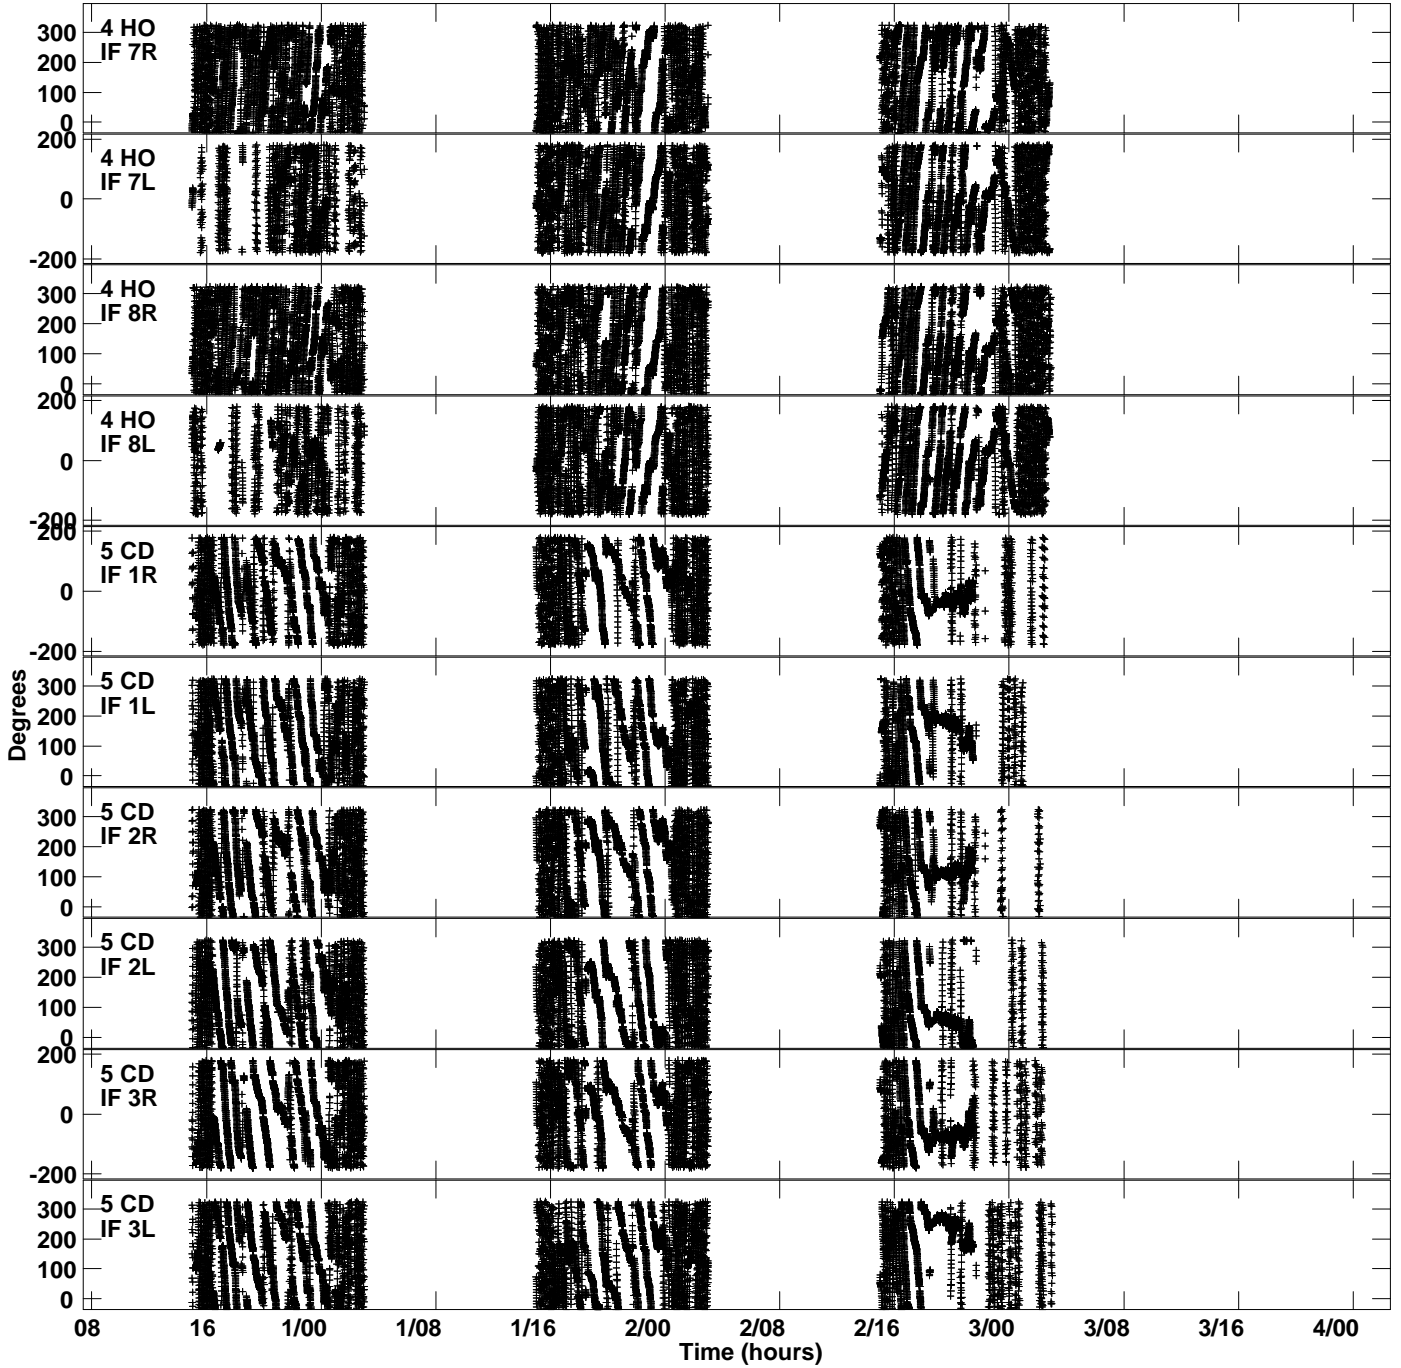 4 HO
IF 7R
300
200
100
0
4 HO
IF 7L
200
0
-200
4 HO
IF 8R
300
200
100
0
4 HO
IF 8L
200
0
-200
5 CD
IF 1R
200
0
-200
5 CD
IF 1L
300
200
100
0
5 CD
IF 2R
300
200
100
0
5 CD
IF 2L
300
200
100
0
5 CD
IF 3R
200
0
-200
5 CD
IF 3L
300
200
100
0
Degrees
08 16 1/00 1/08 1/16 2/00 2/08 2/16 3/00 3/08 3/16 4/00
Time (hours)